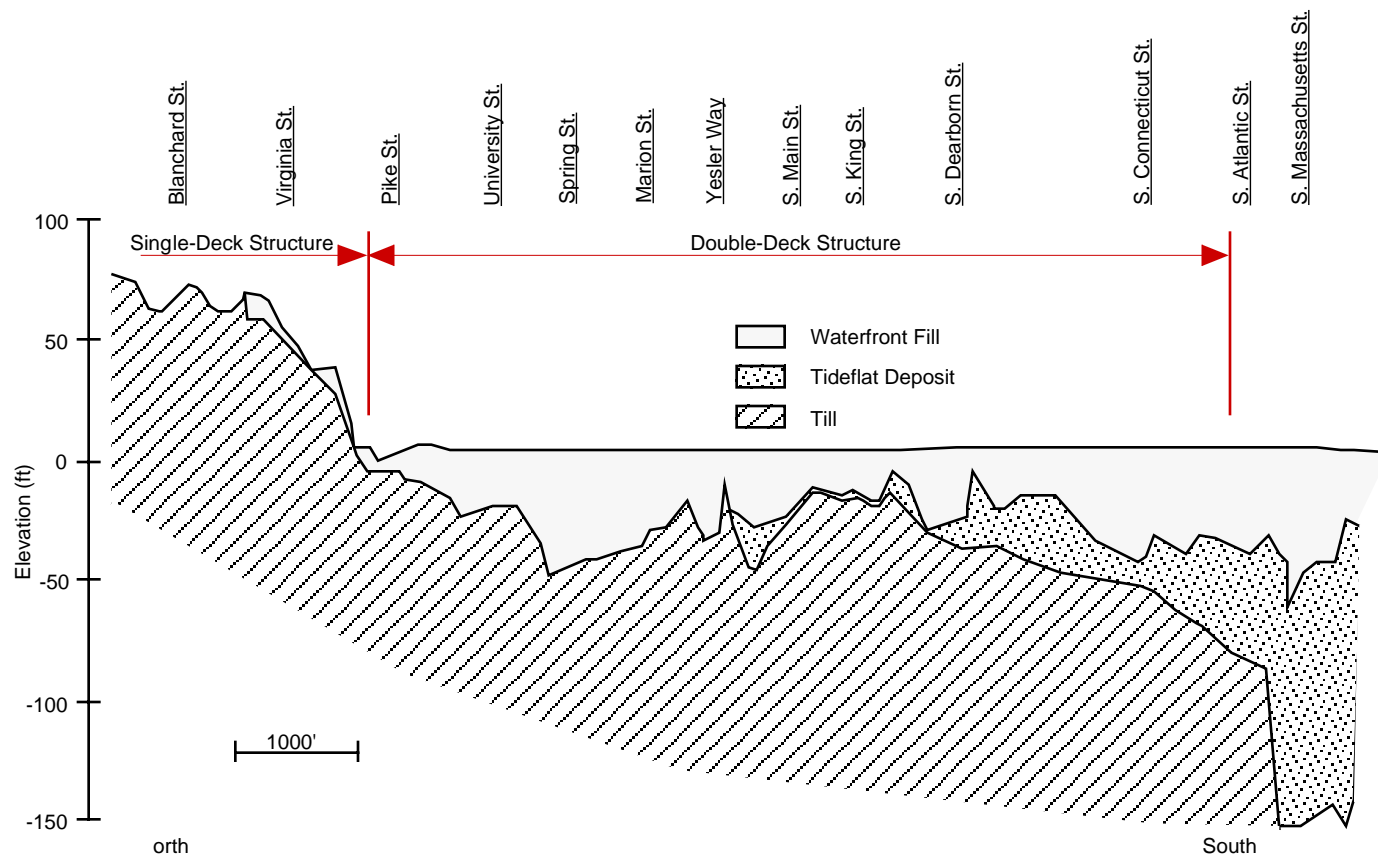 Blanchard St.
Virginia St.
Pike St.
University St.
Spring St.
Marion St.
Yesler Way
S. Main St.
S. King St.
S. Dearborn St.
S. Connecticut St.
S. Atlantic St.
S. Massachusetts St.
100
Single-Deck Structure
Double-Deck Structure
50
Waterfront Fill
Tideflat Deposit
Till
0
Elevation (ft)
-50
-100
1000'
-150
orth
South